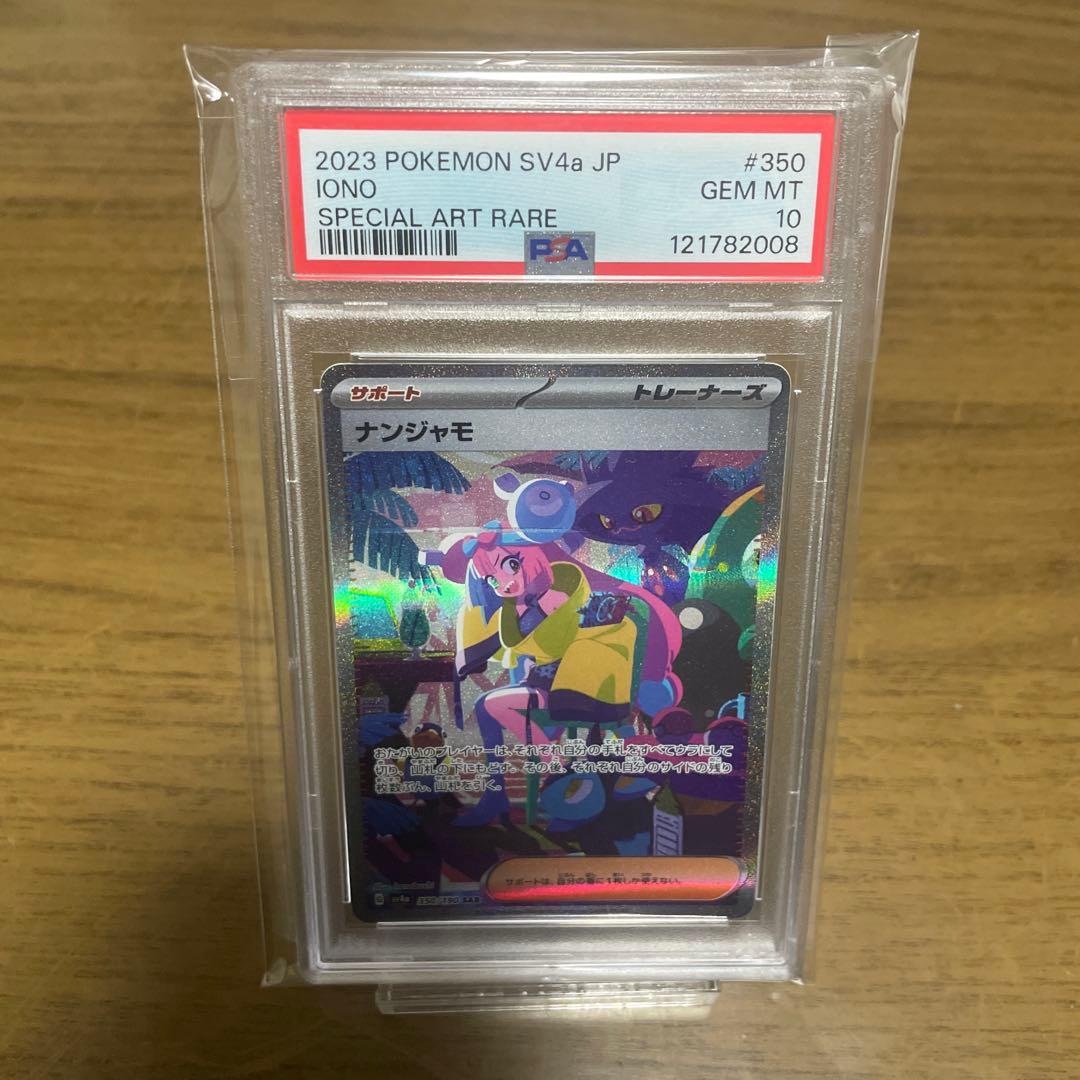 2023 POKEMON SV4a JP #350
IONO GEM MT
SPECIAL ART RARE 10
PSA 121782008
サポート トレーナーズ
ナンジャモ
おたがいのプレイヤーは、それぞれ自分の手札をすべてウラにして
切り、山札の下にもどす。その後、それぞれ自分のサイドの残り
枚数ぶん、山札を引く。
サポートは、自分の番に1枚しか使えない。
sv4a 350/190 SAR